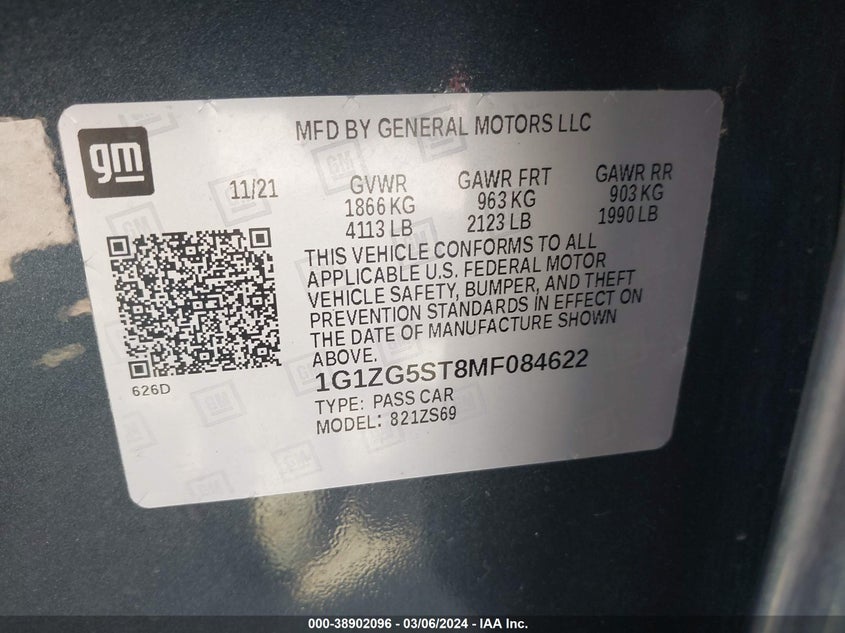 gm
MFD BY GENERAL MOTORS LLC
11/21 GVWR GAWR FRT GAWR RR
1866 KG 963 KG 903 KG
4113 LB 2123 LB 1990 LB
THIS VEHICLE CONFORMS TO ALL
APPLICABLE U.S. FEDERAL MOTOR
VEHICLE SAFETY, BUMPER, AND THEFT
PREVENTION STANDARDS IN EFFECT ON
THE DATE OF MANUFACTURE SHOWN
ABOVE.
626D
1G1ZG5ST8MF084622
TYPE: PASS CAR
MODEL: 821ZS69
000-38902096 - 03/06/2024 - IAA Inc.